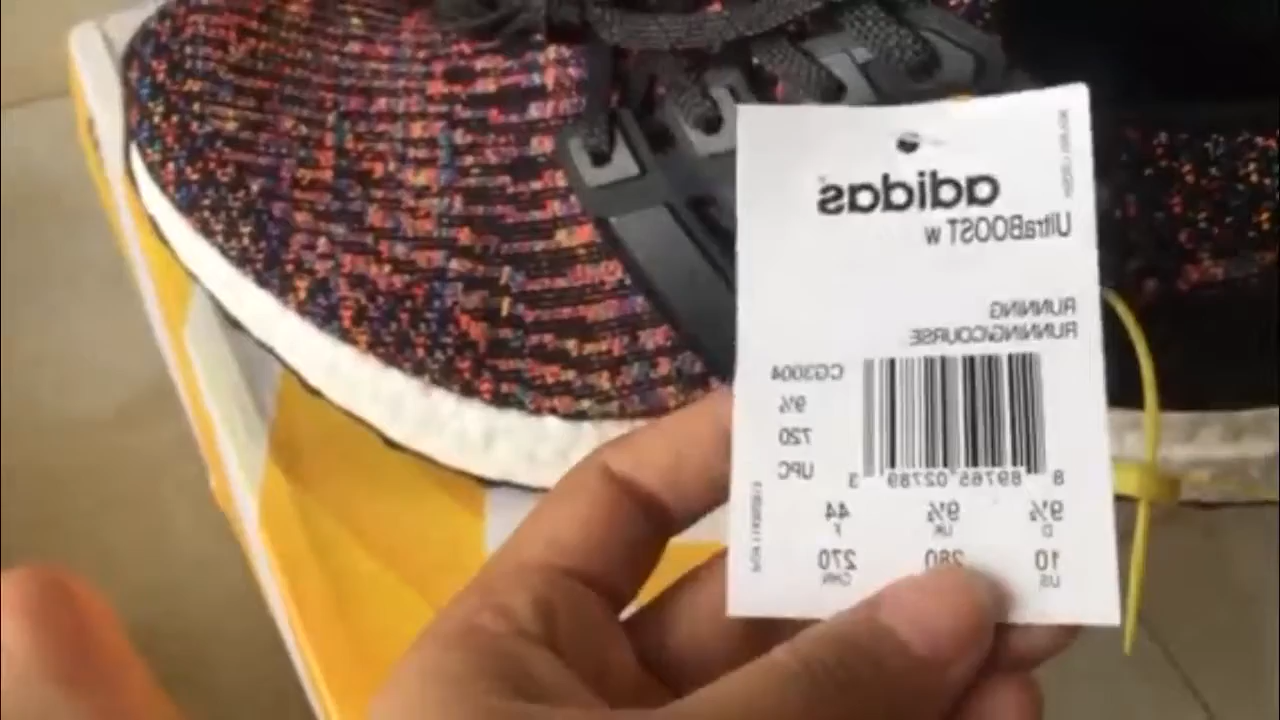 adidas
UltraBOOST w
RUNNING
RUNNING/COURSE
CG3004
9½
720
UPC
8 89765 02789 3
9½ 9½ 44
D UK F
10 280 270
US CHN